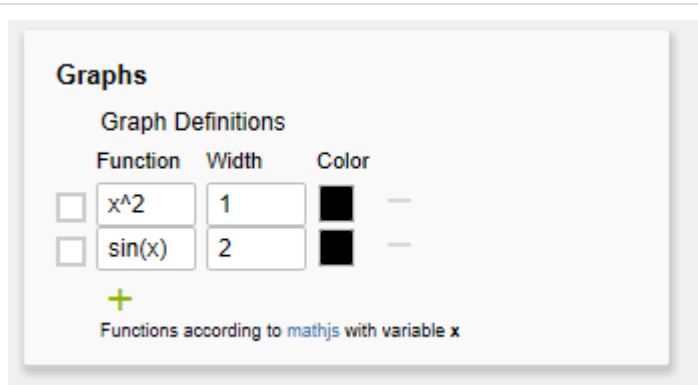 Graphs
Graph Definitions
Function Width Color
x^2 1
sin(x) 2
Functions according to mathjs with variable x